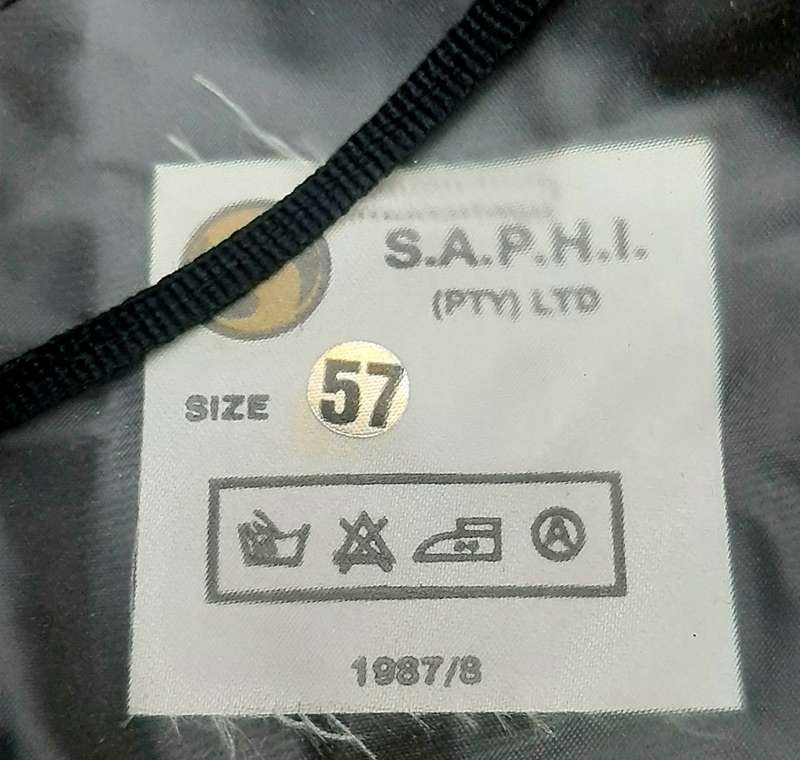 S.A.P.H.I.
(PTY) LTD
SIZE 57
A
1987/8